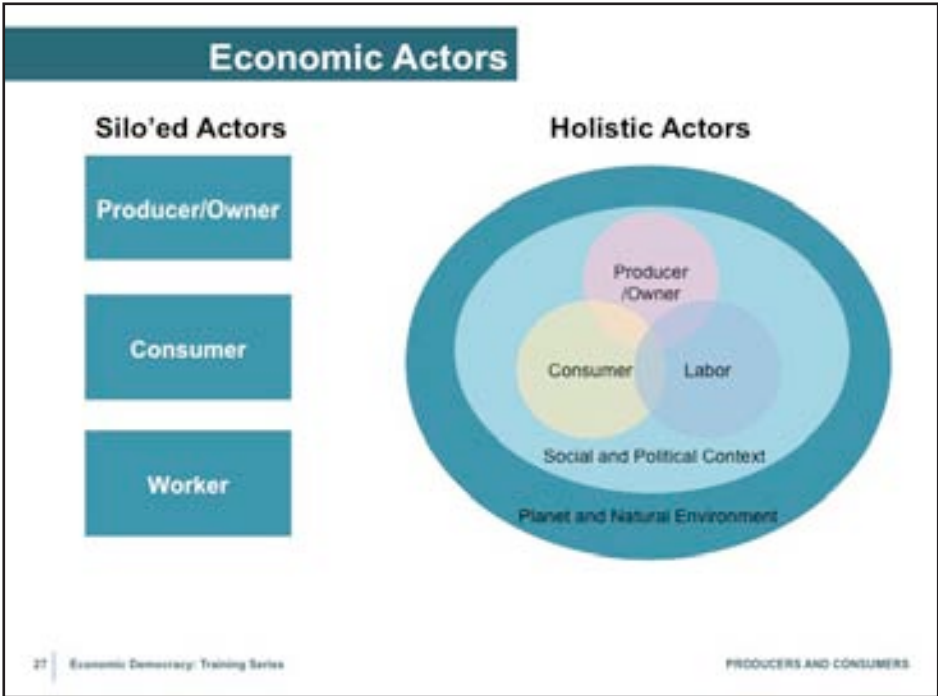 Economic Actors
Silo'ed Actors
Producer/Owner
Consumer
Worker
Holistic Actors
Producer
/Owner
Consumer
Labor
Social and Political Context
Planet and Natural Environment
27
Economic Democracy: Training Series
PRODUCERS AND CONSUMERS